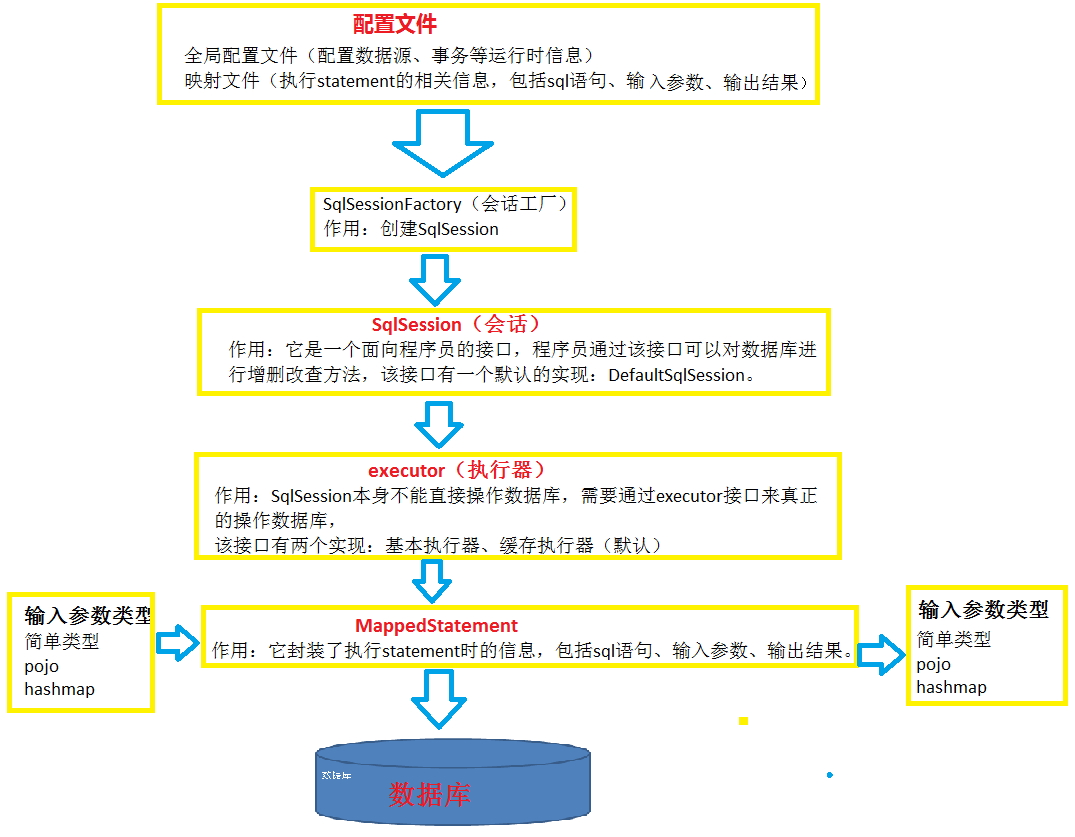 配置文件
全局配置文件（配置数据源、事务等运行时信息）
映射文件（执行statement的相关信息，包括sql语句、输入参数、输出结果）
SqlSessionFactory（会话工厂）
作用：创建SqlSession
SqlSession（会话）
作用：它是一个面向程序员的接口，程序员通过该接口可以对数据库进
行增删改查方法，该接口有一个默认的实现：DefaultSqlSession。
executor（执行器）
作用：SqlSession本身不能直接操作数据库，需要通过executor接口来真正
的操作数据库，
该接口有两个实现：基本执行器、缓存执行器（默认）
输入参数类型
简单类型
pojo
hashmap
MappedStatement
作用：它封装了执行statement时的信息，包括sql语句、输入参数、输出结果。
输入参数类型
简单类型
pojo
hashmap
数据库
数据库